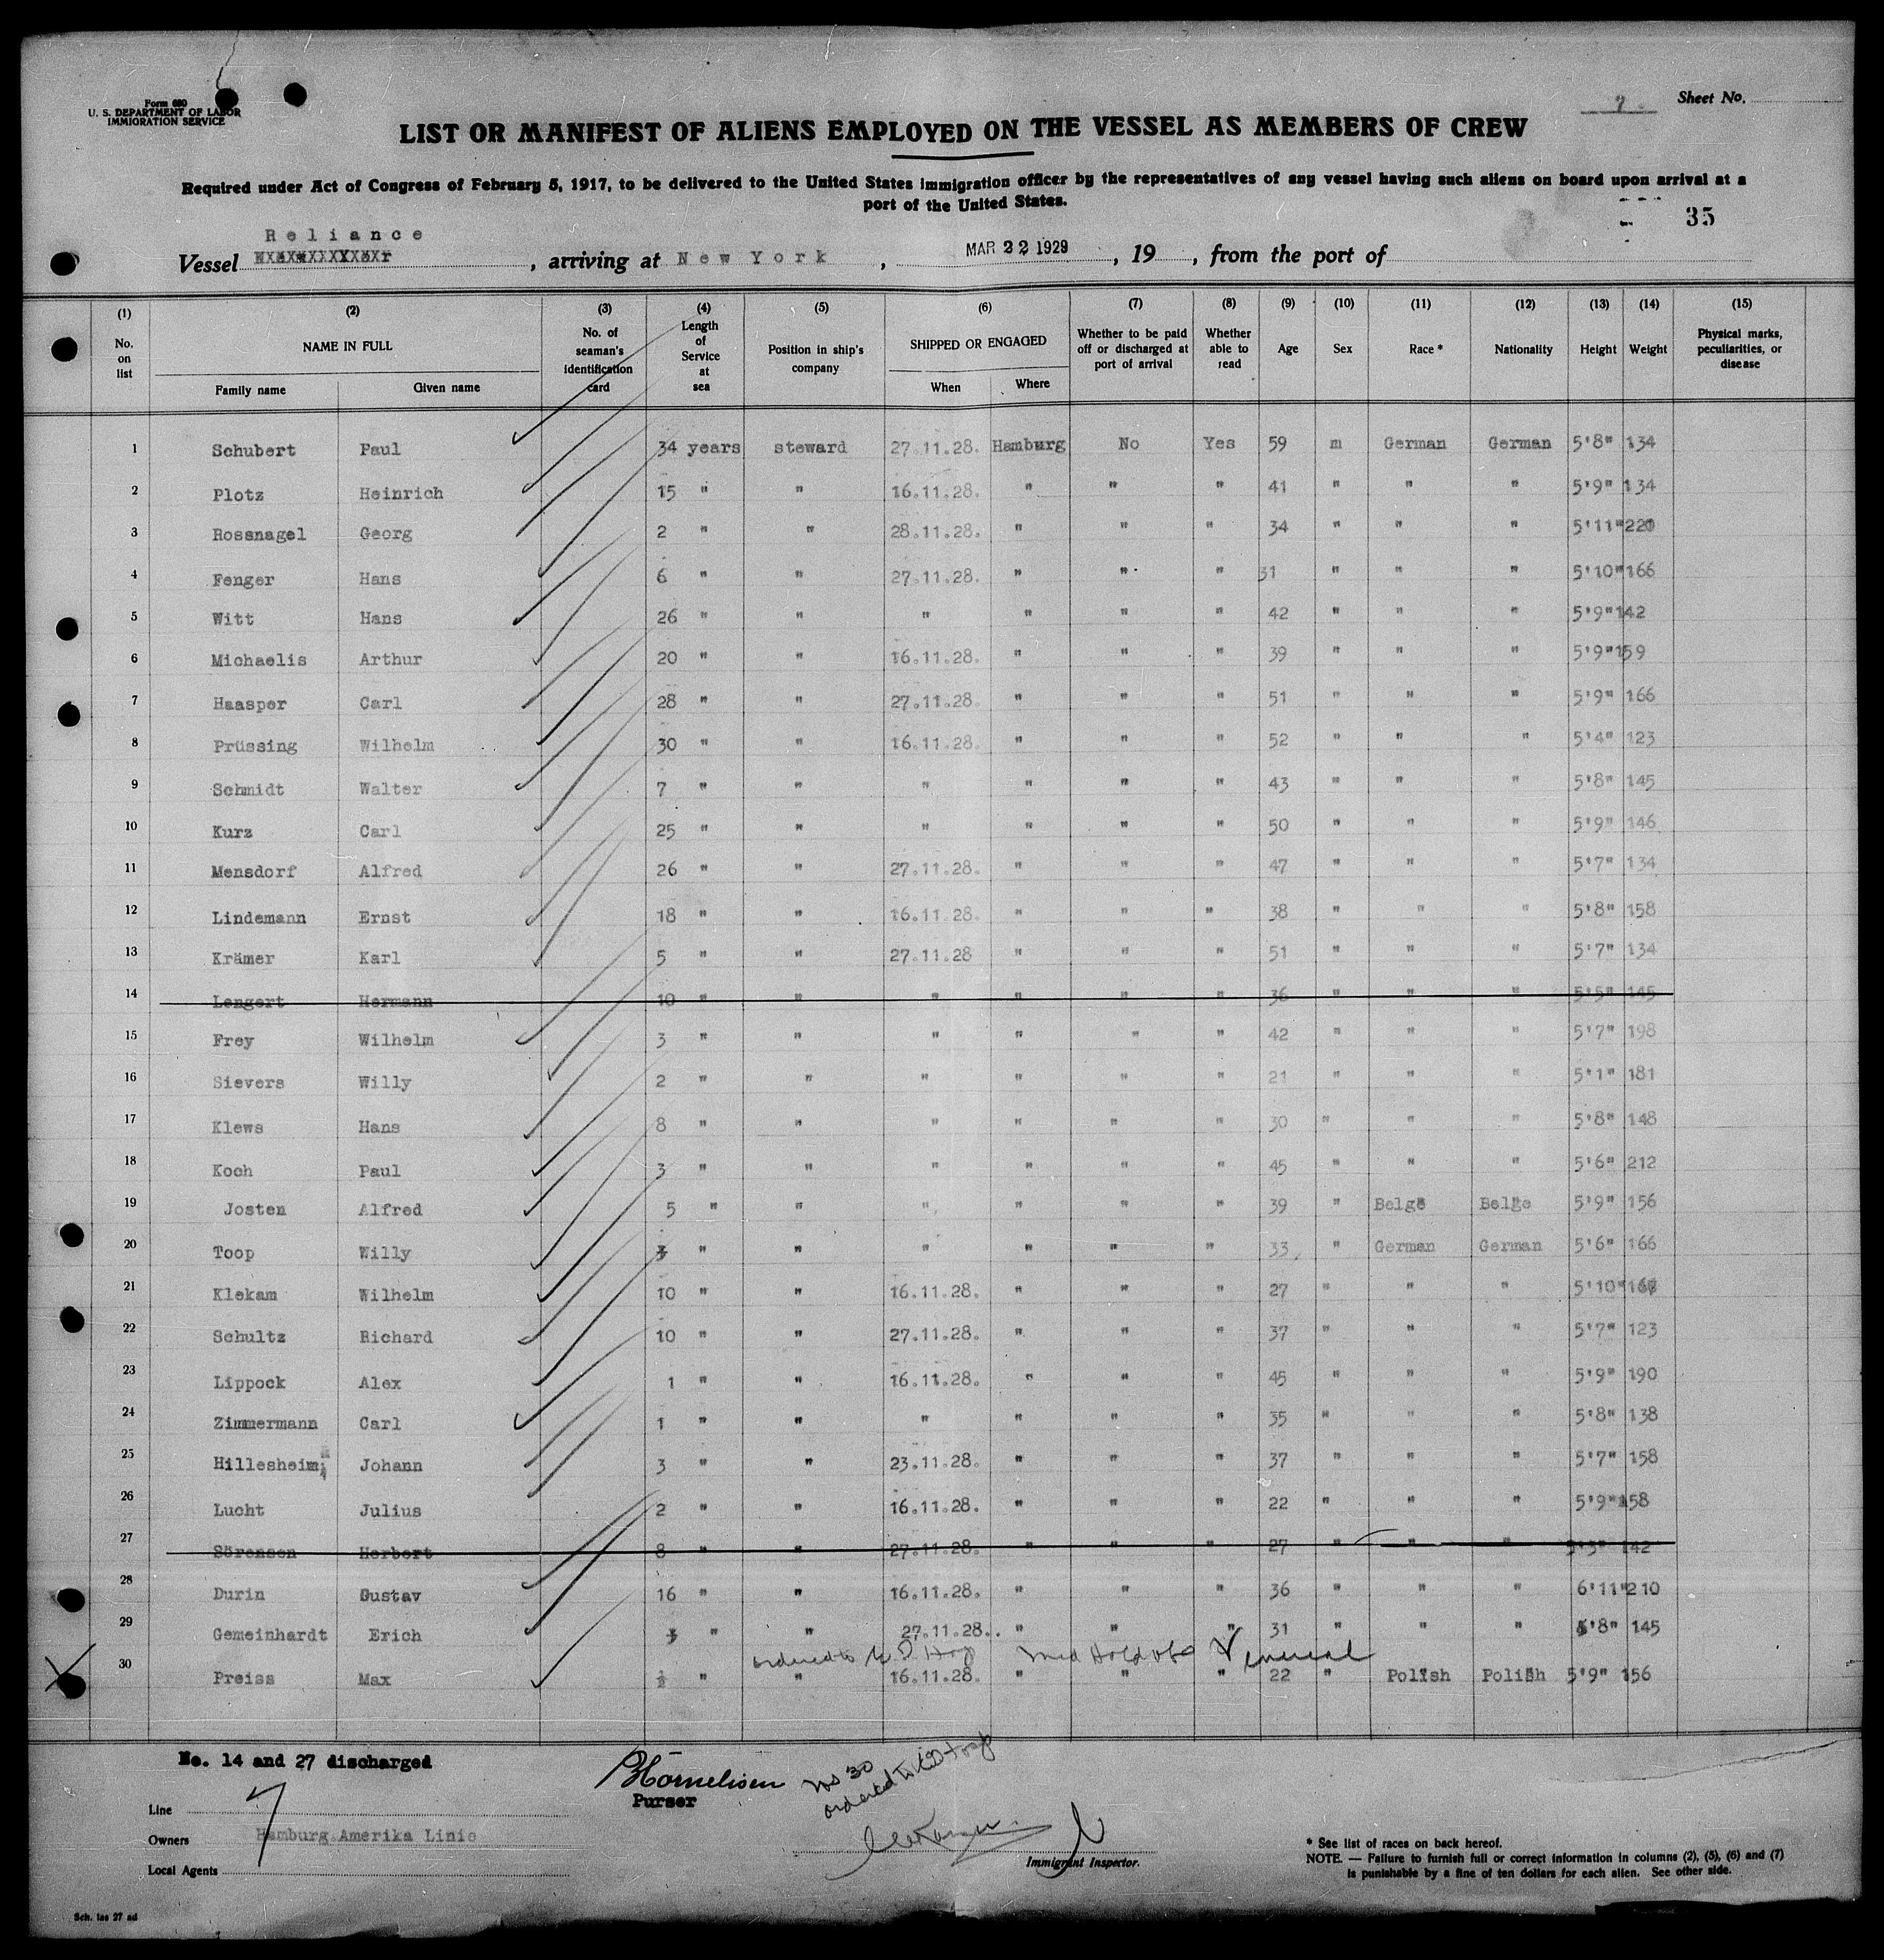 Form 680
U. S. DEPARTMENT OF LABOR
IMMIGRATION SERVICE
7. Sheet No.
LIST OR MANIFEST OF ALIENS EMPLOYED ON THE VESSEL AS MEMBERS OF CREW
Required under Act of Congress of February 5, 1917, to be delivered to the United States immigration officer by the representatives of any vessel having such aliens on board upon arrival at a
port of the United States.
35
Reliance
Vessel , arriving at New York , MAR 22 1929 , 19 , from the port of
(1) (2) (3) (4) (5) (6) (7) (8) (9) (10) (11) (12) (13) (14) (15)
No. on list NAME IN FULL Family name Given name No. of seaman's identification card Length of Service at sea Position in ship's company SHIPPED OR ENGAGED When Where Whether to be paid off or discharged at port of arrival Whether able to read Age Sex Race * Nationality Height Weight Physical marks, peculiarities, or disease
1 Schubert Paul 34 years steward 27.11.28. Hamburg No Yes 59 m German German 5'8" 134
2 Plotz Heinrich 15 " " 16.11.28. " " " 41 " " " 5'9" 134
3 Rossnagel Georg 2 " " 28.11.28. " " " 34 " " " 5'11" 220
4 Fenger Hans 6 " " 27.11.28. " " " 31 " " " 5'10" 166
5 Witt Hans 26 " " " " " " 42 " " " 5'9" 142
6 Michaelis Arthur 20 " " 16.11.28. " " " 39 " " " 5'9" 159
7 Haasper Carl 28 " " 27.11.28. " " " 51 " " " 5'9" 166
8 Prüssing Wilhelm 30 " " 16.11.28. " " " 52 " " " 5'4" 123
9 Schmidt Walter 7 " " " " " " 43 " " " 5'8" 145
10 Kurz Carl 25 " " " " " " 50 " " " 5'9" 146
11 Mensdorf Alfred 26 " " 27.11.28. " " " 47 " " " 5'7" 134
12 Lindemann Ernst 18 " " 16.11.28. " " " 38 " " " 5'8" 158
13 Krämer Karl 5 " " 27.11.28 " " " 51 " " " 5'7" 134
14 Lengert Hermann 10 " " " " " " 36 " " " 5'5" 145
15 Frey Wilhelm 3 " " " " " " 42 " " " 5'7" 198
16 Sievers Willy 2 " " " " " " 21 " " " 5'1" 181
17 Klews Hans 8 " " " " " " 30 " " " 5'8" 148
18 Koch Paul 3 " " " " " " 45 " " " 5'6" 212
19 Josten Alfred 5 " " " " " " 39 " Belge Belge 5'9" 156
20 Toop Willy " " " " " " 33 " German German 5'6" 166
21 Klekam Wilhelm 10 " " 16.11.28. " " " 27 " " " 5'10"
22 Schultz Richard 10 " " 27.11.28. " " " 37 " " " 5'7" 123
23 Lippock Alex 1 " " 16.11.28. " " " 45 " " " 5'9" 190
24 Zimmermann Carl 1 " " " " " " 35 " " " 5'8" 138
25 Hillesheim Johann 3 " " 23.11.28. " " " 37 " " " 5'7" 158
26 Lucht Julius 2 " " 16.11.28. " " " 22 " " " 5'9" 158
27 Sörensen Herbert 8 " " 27.11.28. " " " 27 " " " 5'3" 142
28 Durin Gustav 16 " " 16.11.28. " " " 36 " " " 6'11" 210
29 Gemeinhardt Erich " " 27.11.28. " " " 31 " " " 5'8" 145
ordered to Med Hold Venereal
30 Preiss Max ½ " " 16.11.28. " " " 22 " Polish Polish 5'9" 156
No. 14 and 27 discharged
Purser
No 30
ordered to
7
Line
Owners Hamburg Amerika Linie
Local Agents
Immigrant Inspector.
* See list of races on back hereof.
NOTE. — Failure to furnish full or correct information in columns (2), (5), (6) and (7)
is punishable by a fine of ten dollars for each alien. See other side.
Sch. las 27 ad